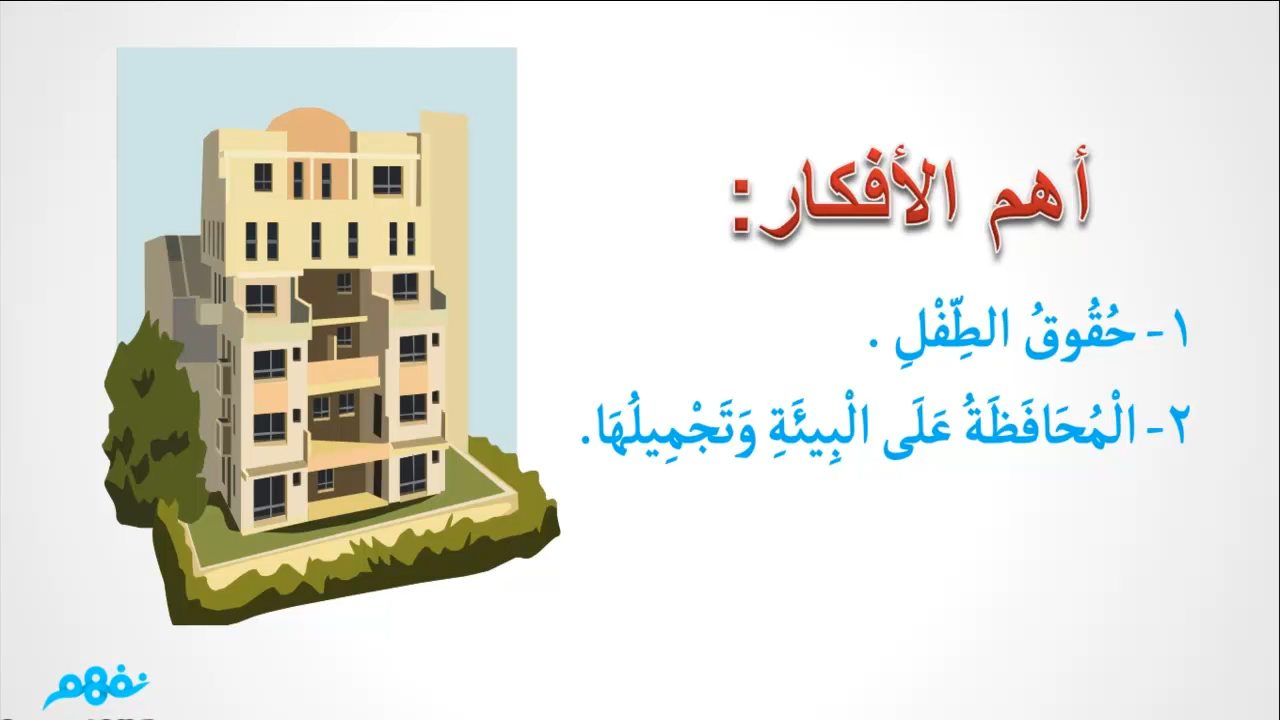 أهم الأفكار:
١- حُقُوقُ الطِّفْلِ .
٢- الْمُحَافَظَةُ عَلَى الْبِيئَةِ وَتَجْمِيلُهَا.
نفهم